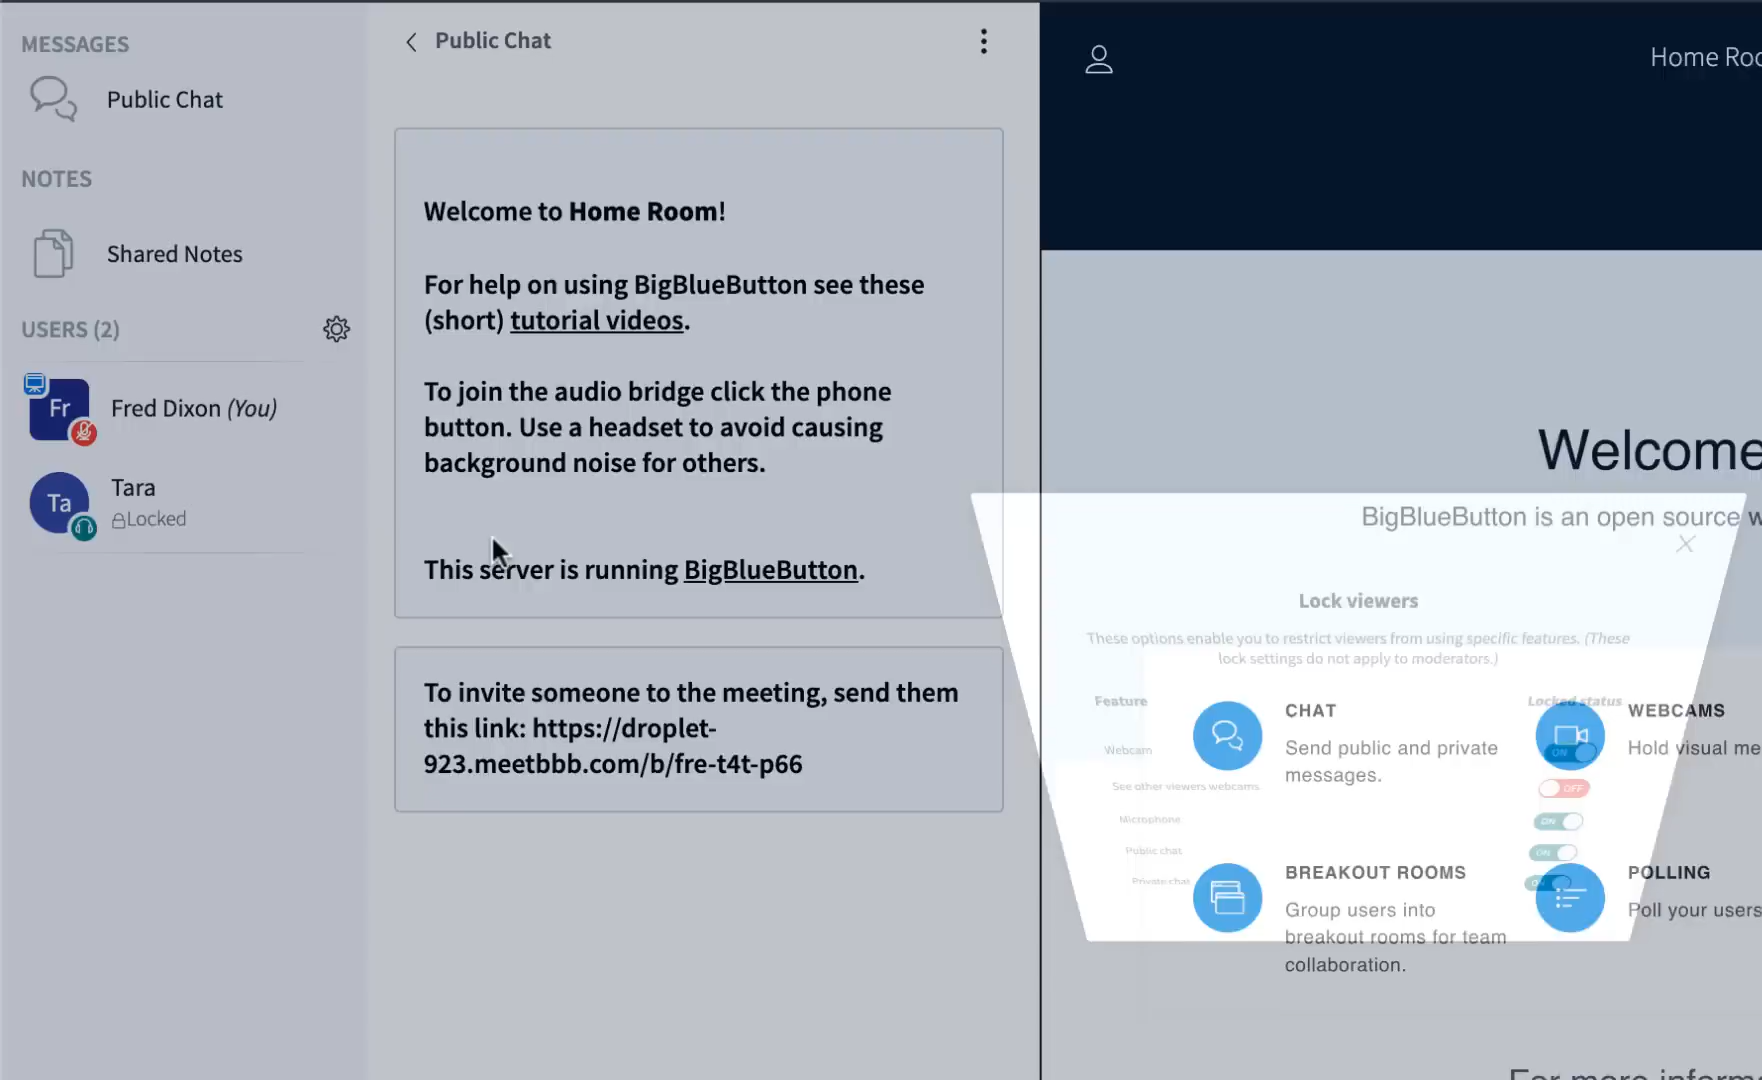 MESSAGES
Public Chat
NOTES
Shared Notes
USERS (2)
Fr
Fred Dixon (You)
Ta
Tara
Locked
Public Chat
Welcome to Home Room!
For help on using BigBlueButton see these
(short) tutorial videos.
To join the audio bridge click the phone
button. Use a headset to avoid causing
background noise for others.
This server is running BigBlueButton.
To invite someone to the meeting, send them
this link: https://droplet-
923.meetbbb.com/b/fre-t4t-p66
Home
Welcome
BigBlueButton is an open source
Lock viewers
These options enable you to restrict viewers from using specific features. (These
lock settings do not apply to moderators.)
Feature
Locked status
Webcam
ON
See other viewers webcams
OFF
Microphone
ON
Public chat
ON
Private chat
CHAT
Send public and private
messages.
WEBCAMS
Hold visual
BREAKOUT ROOMS
Group users into
breakout rooms for team
collaboration.
POLLING
Poll your users
For more